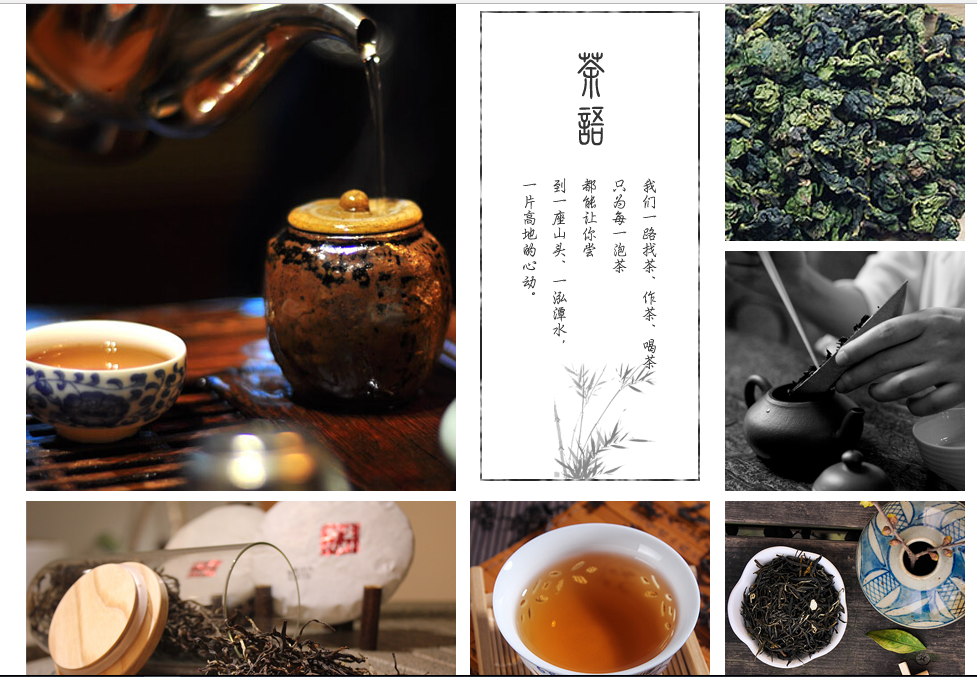 茶語
我们一路找茶、作茶、喝茶
只为每一泡茶
都能让你尝
到一座山头、一泓潭水，
一片高地的心动。